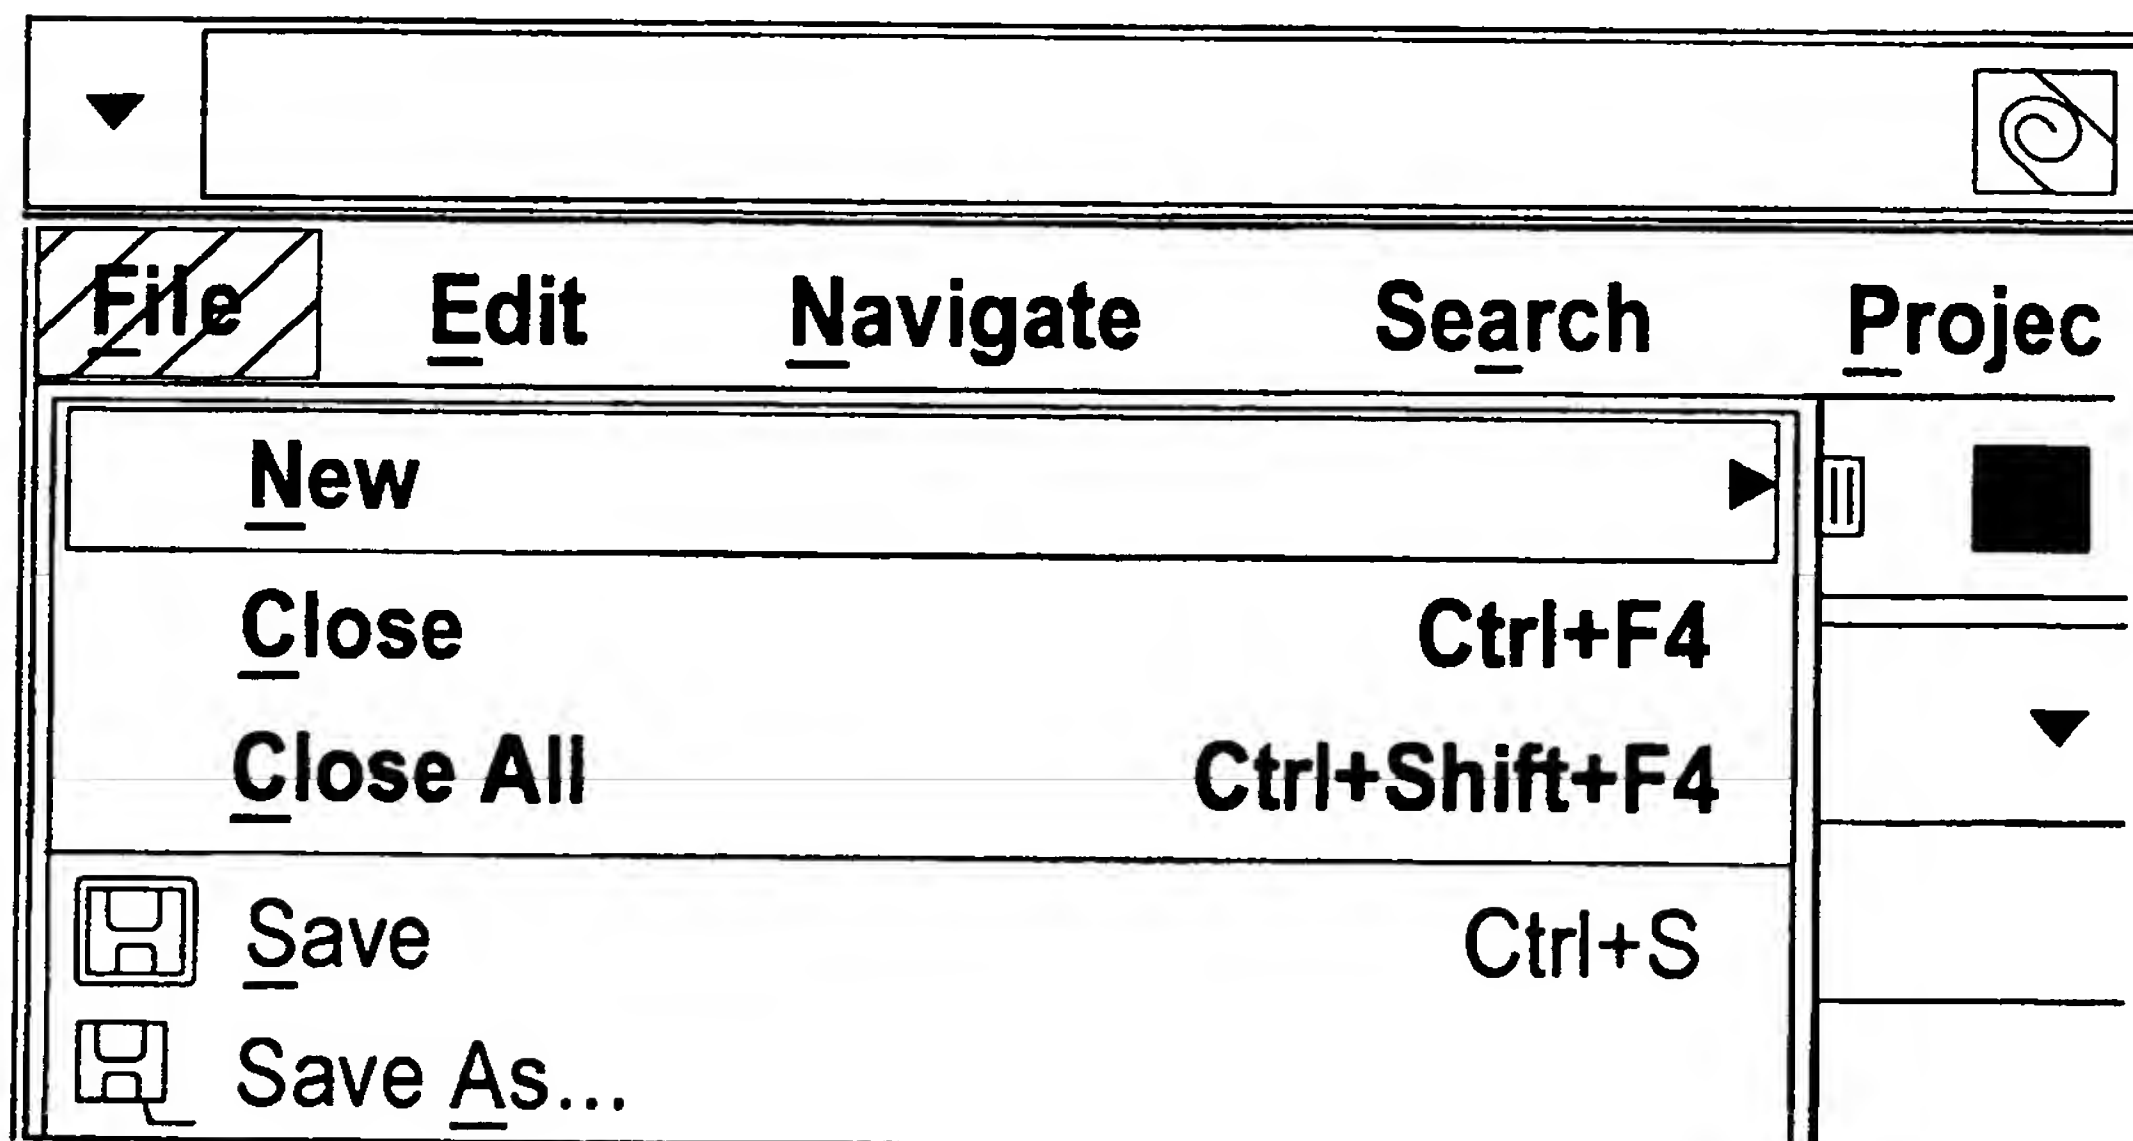 File Edit Navigate Search Projec
New
Close Ctrl+F4
Close All Ctrl+Shift+F4
Save Ctrl+S
Save As...